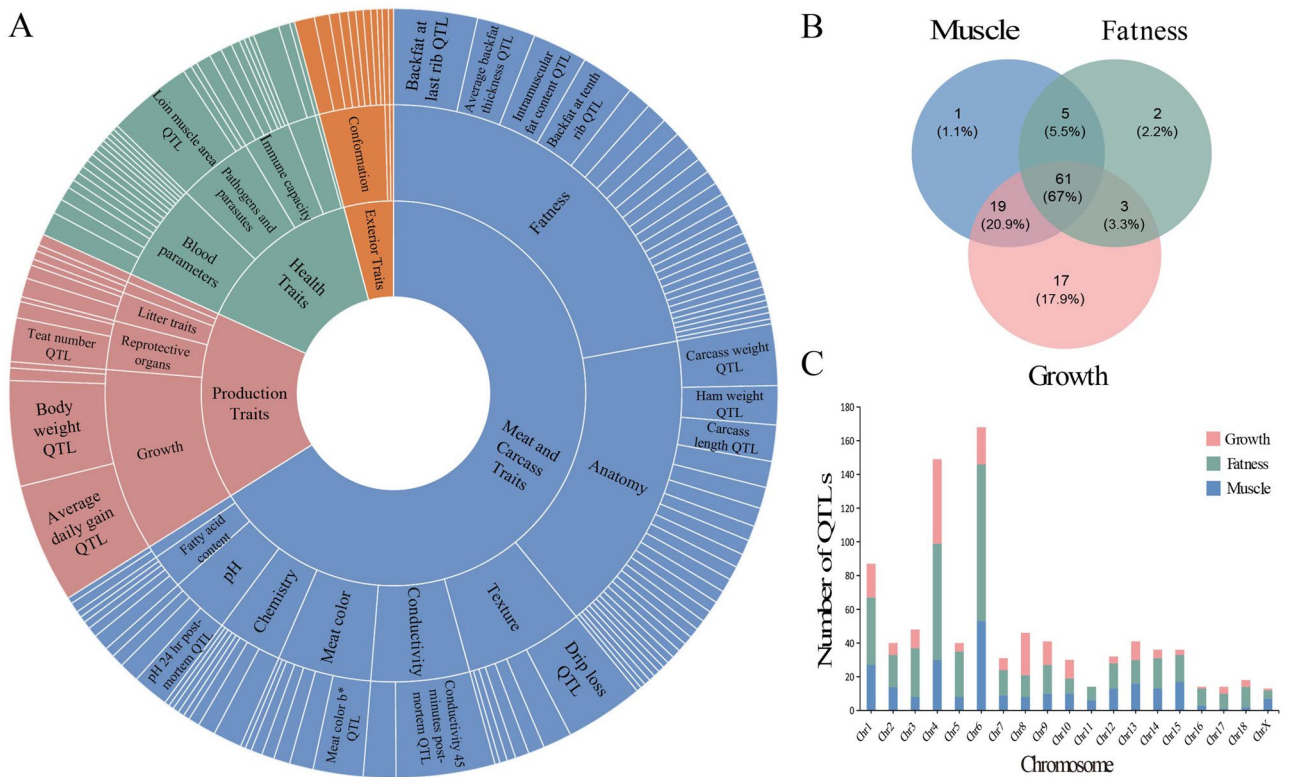 A
Backfat at
last rib QTL
Average backfat
thickness QTL
Intramuscular
fat content QTL
Backfat at tenth
rib QTL
Fatness
Carcass weight
QTL
Ham weight
QTL
Carcass
length QTL
Anatomy
Meat and
Carcass
Traits
Texture
Drip loss
QTL
Conductivity
Conductivity 45
minutes post-
mortem QTL
Meat color
Meat color b*
QTL
Chemistry
pH
pH 24 hr post-
mortem QTL
Fatty acid
content
Production
Traits
Growth
Average
daily gain
QTL
Body
weight
QTL
Reprotective
organs
Teat number
QTL
Litter traits
Health
Traits
Blood
parameters
Pathogens and
parasutes
Immune capacity
Loin muscle area
QTL
Exterior Traits
Conformation
B
Muscle
Fatness
1
(1.1%)
5
(5.5%)
2
(2.2%)
61
(67%)
19
(20.9%)
3
(3.3%)
17
(17.9%)
Growth
C
Number of QTLs
180
160
140
120
100
80
60
40
20
0
Growth
Fatness
Muscle
Chr1
Chr2
Chr3
Chr4
Chr5
Chr6
Chr7
Chr8
Chr9
Chr10
Chr11
Chr12
Chr13
Chr14
Chr15
Chr16
Chr17
Chr18
ChrX
Chromosome